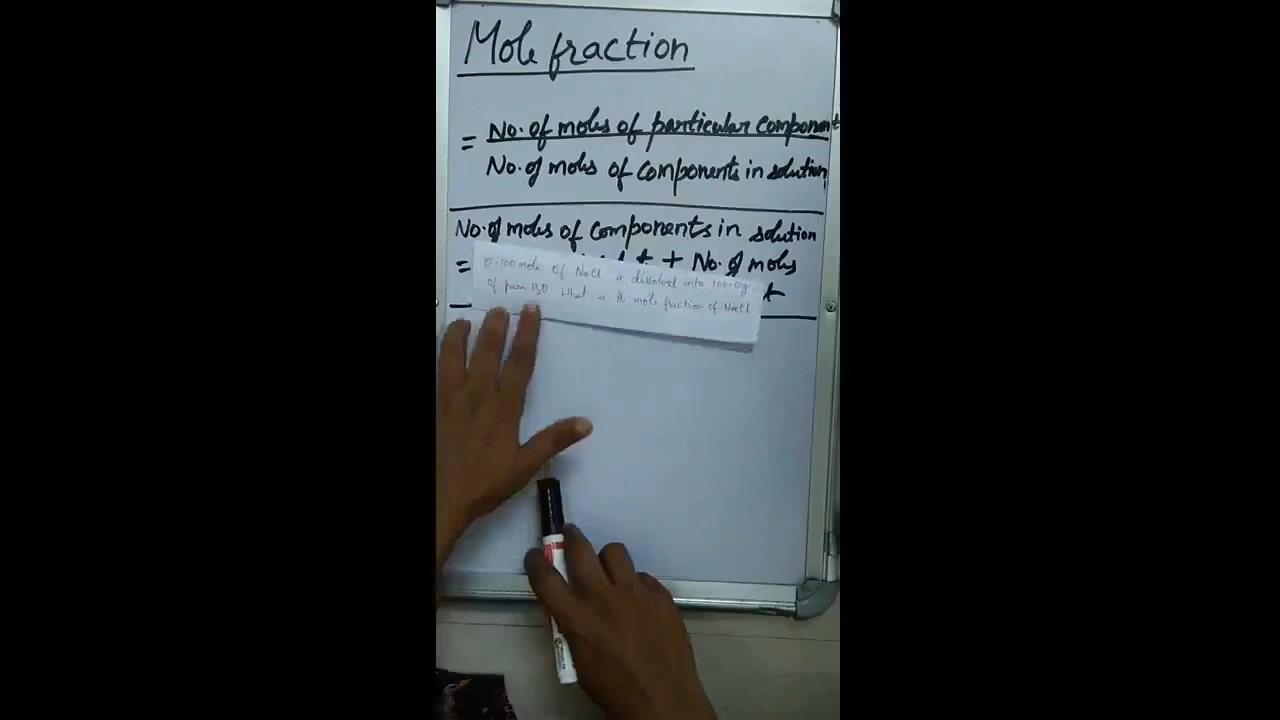 Mole fraction
= No. of moles of particular component
No. of moles of components in solution
No. of moles of components in solution
= + No. of moles
0.100 mole of NaCl is dissolved into 100.0g
of pure H₂O What is th mole fraction of NaCl